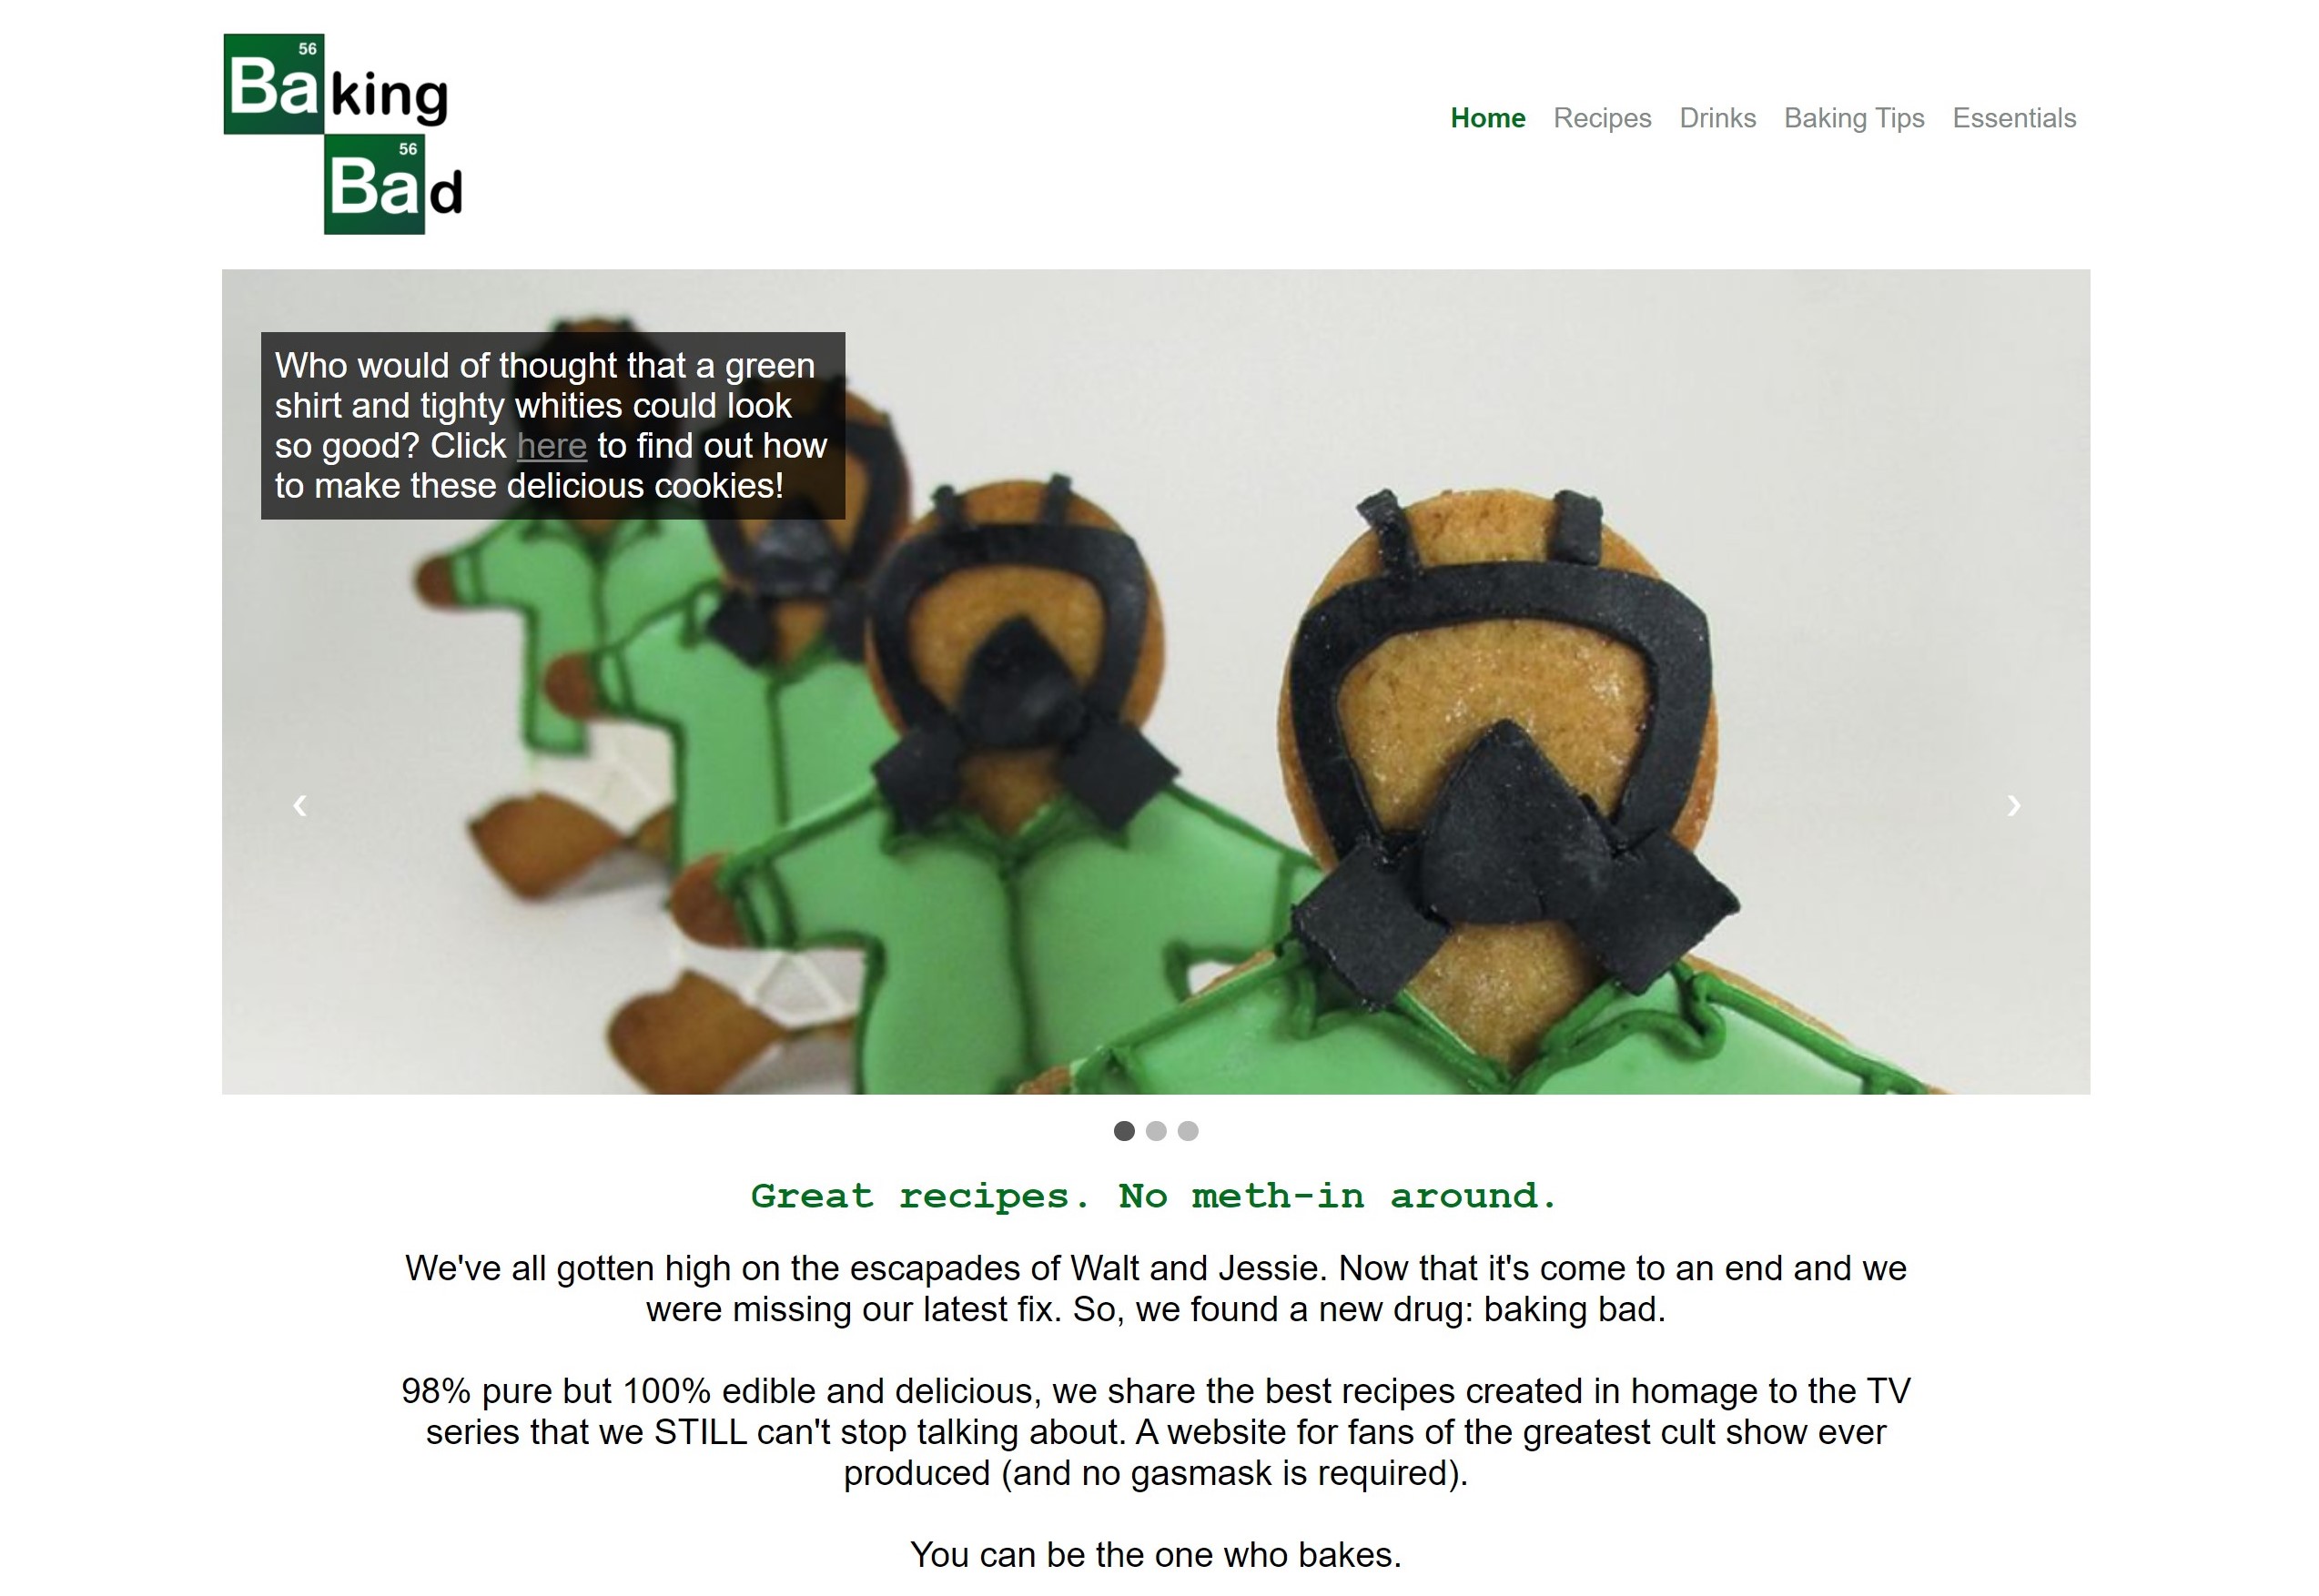 56
Baking
56
Bad
Home Recipes Drinks Baking Tips Essentials
Who would of thought that a green
shirt and tighty whities could look
so good? Click here to find out how
to make these delicious cookies!
‹ ›
Great recipes. No meth-in around.
We've all gotten high on the escapades of Walt and Jessie. Now that it's come to an end and we
were missing our latest fix. So, we found a new drug: baking bad.
98% pure but 100% edible and delicious, we share the best recipes created in homage to the TV
series that we STILL can't stop talking about. A website for fans of the greatest cult show ever
produced (and no gasmask is required).
You can be the one who bakes.